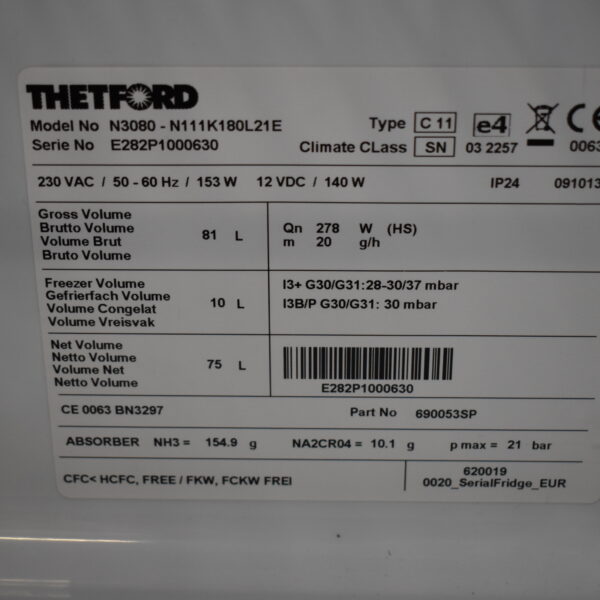 THETFORD
Model No N3080 - N111K180L21E Type C 11 e4 CE
Serie No E282P1000630 Climate CLass SN 03 2257 0063
230 VAC / 50 - 60 Hz / 153 W 12 VDC / 140 W IP24 091013
Gross Volume
Brutto Volume
Volume Brut
Bruto Volume
81 L
Qn 278 W (HS)
m 20 g/h
Freezer Volume
Gefrierfach Volume
Volume Congelat
Volume Vreisvak
10 L
I3+ G30/G31:28-30/37 mbar
I3B/P G30/G31: 30 mbar
Net Volume
Netto Volume
Volume Net
Netto Volume
75 L
E282P1000630
CE 0063 BN3297 Part No 690053SP
ABSORBER NH3 = 154.9 g NA2CR04 = 10.1 g p max = 21 bar
CFC< HCFC, FREE / FKW, FCKW FREI
620019
0020_SerialFridge_EUR